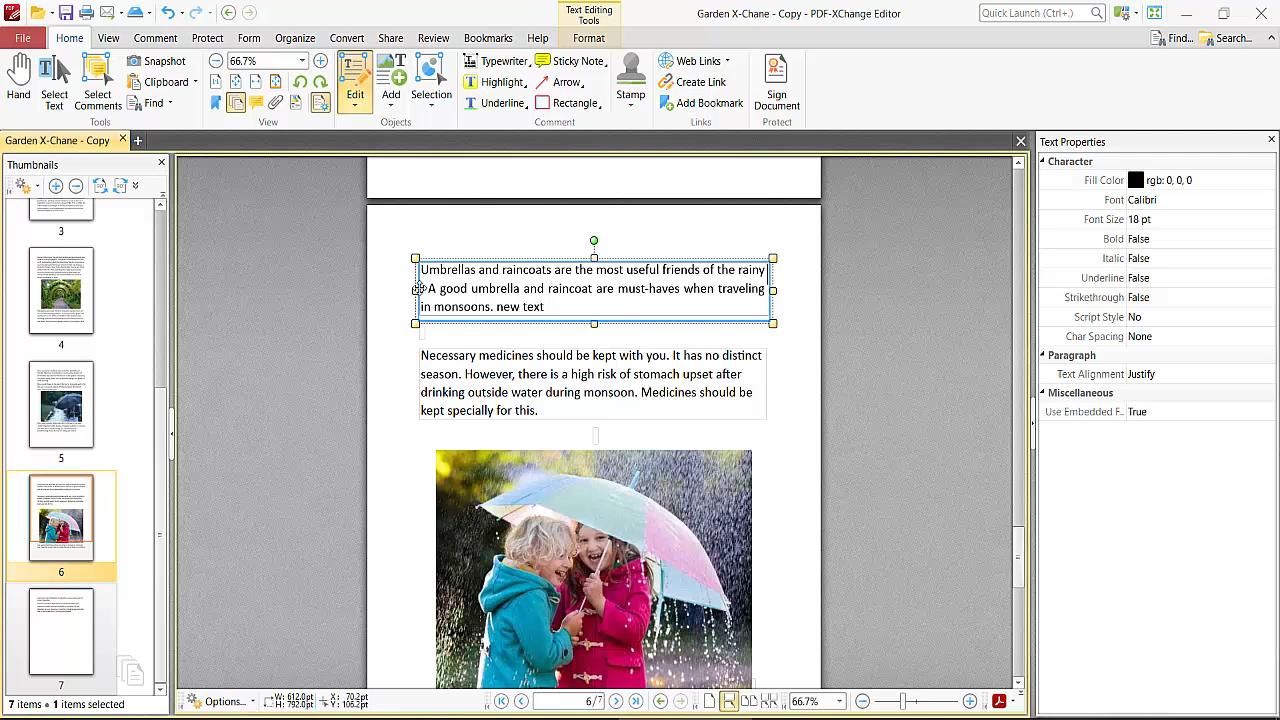 Text Editing
Tools
Garden X-Chane - Copy - PDF-XChange Editor
Quick Launch (Ctrl+.)
File
Home
View
Comment
Protect
Form
Organize
Convert
Share
Review
Bookmarks
Help
Format
Find...
Search...
Hand
Select
Text
Select
Comments
Snapshot
Clipboard
Find
Tools
66.7%
View
Edit
Add
Selection
Objects
Typewriter
Sticky Note
Highlight
Arrow
Underline
Rectangle
Stamp
Comment
Web Links
Create Link
Add Bookmark
Links
Sign
Document
Protect
Garden X-Chane - Copy
Thumbnails
3
4
5
6
7
7 items • 1 items selected
Umbrellas and raincoats are the most useful friends of the rainy
A good umbrella and raincoat are must-haves when traveling
in monsoons. new text
Necessary medicines should be kept with you. It has no distinct
season. However, there is a high risk of stomach upset after
drinking outside water during monsoon. Medicines should be
kept specially for this.
Text Properties
Character
Fill Color rgb: 0, 0, 0
Font Calibri
Font Size 18 pt
Bold False
Italic False
Underline False
Strikethrough False
Script Style No
Char Spacing None
Paragraph
Text Alignment Justify
Miscellaneous
Use Embedded F... True
Options...
W: 612.0pt
H: 792.0pt
X: 70.2pt
Y: 106.2pt
6/7
66.7%